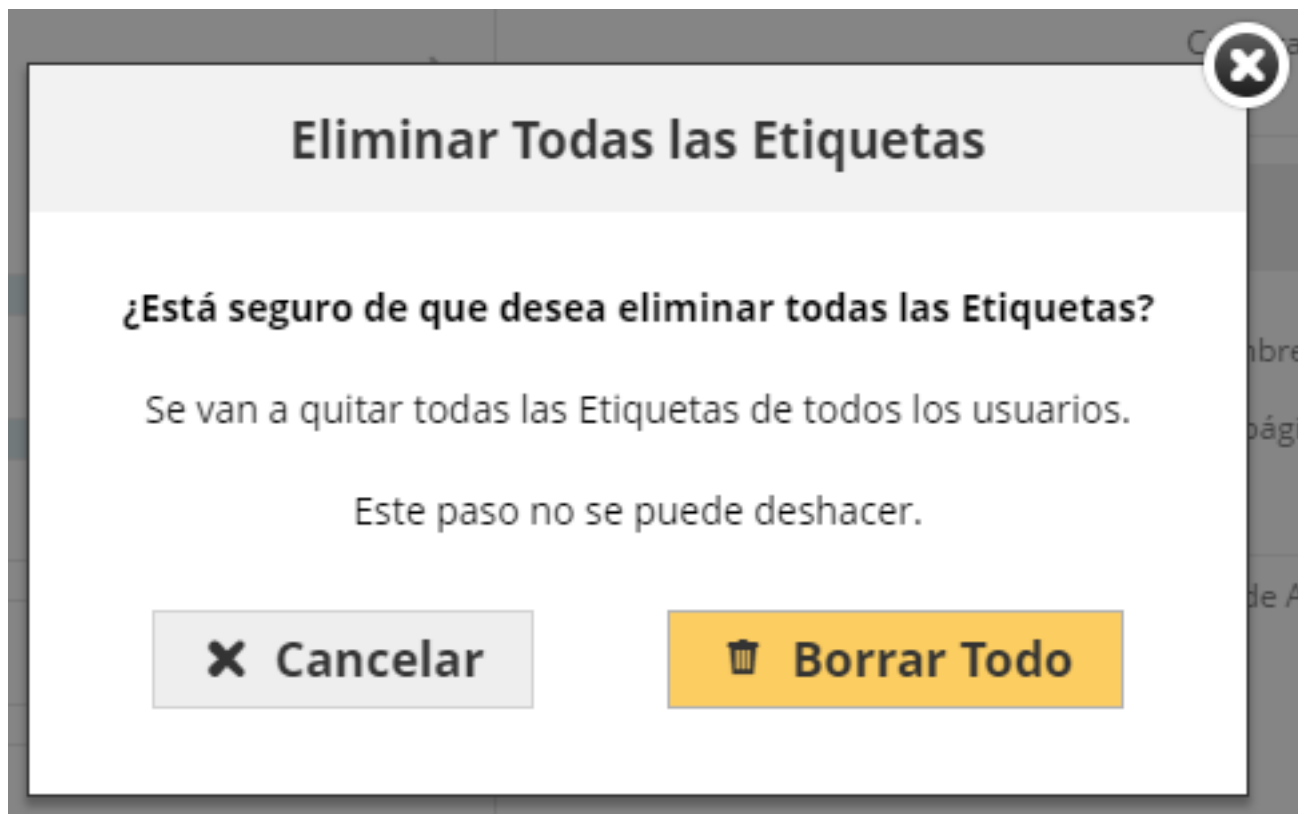 Eliminar Todas las Etiquetas
¿Está seguro de que desea eliminar todas las Etiquetas?
Se van a quitar todas las Etiquetas de todos los usuarios.
Este paso no se puede deshacer.
Cancelar
Borrar Todo